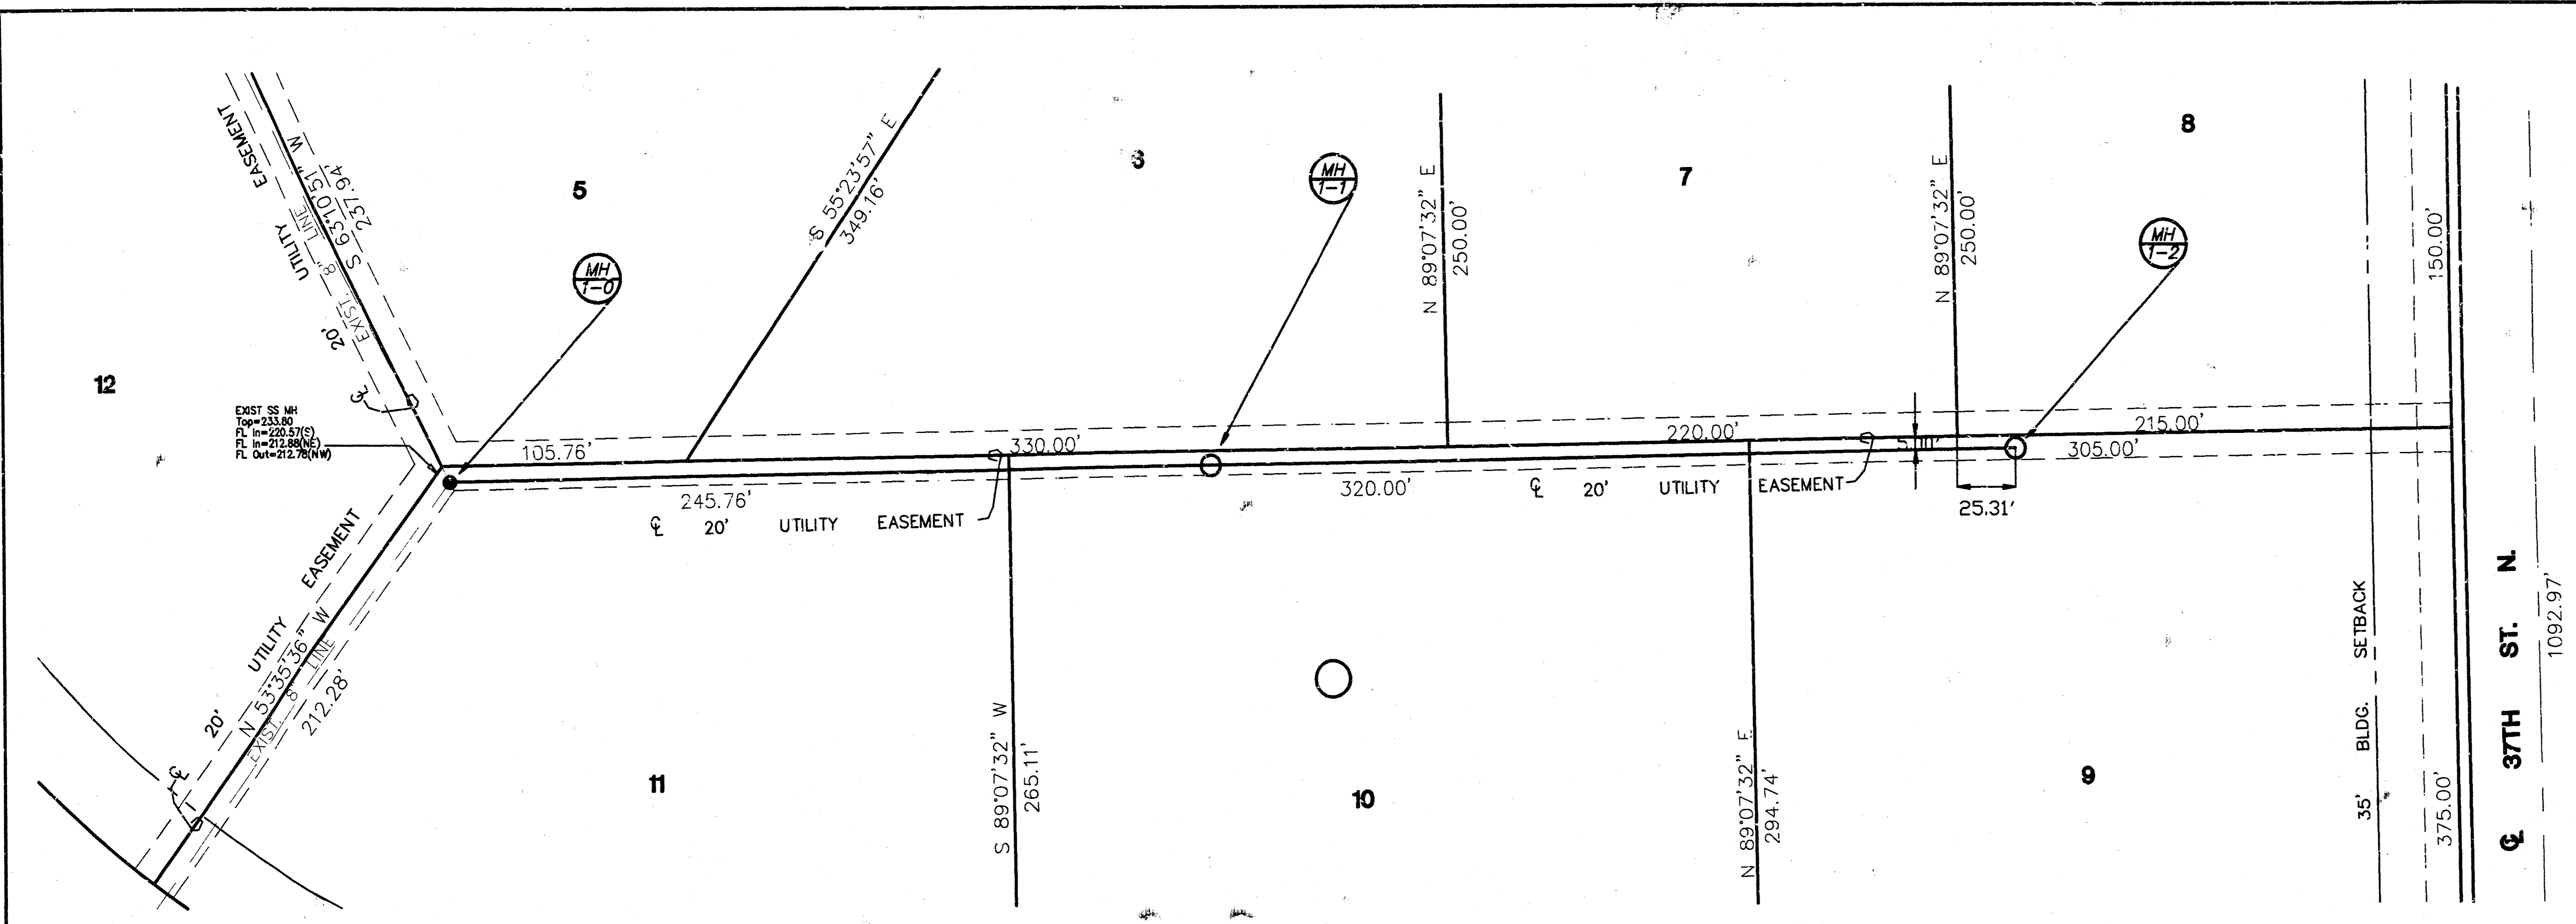 5
6
7
8
12
11
10
9
MH
1-0
MH
1-1
MH
1-2
EASEMENT
UTILITY
20'
EXIST. 8" LINE
S 63°10'51" W
237.94'
S 55°23'57" E
349.16'
N 89°07'32" E
250.00'
N 89°07'32" E
250.00'
150.00'
EXIST SS MH
Top=233.80
FL In=220.57(S)
FL In=212.88(NE)
FL Out=212.78(NW)
105.76'
330.00'
220.00'
215.00'
245.76'
320.00'
305.00'
25.31'
℄ 20' UTILITY EASEMENT
℄ 20' UTILITY EASEMENT
℄
20' UTILITY EASEMENT
N 53°35'36" W
EXIST. 8" LINE
212.28'
℄
S 89°07'32" W
265.11'
N 89°07'32" E
294.74'
35' BLDG. SETBACK
375.00'
℄ 37TH ST. N.
1092.97'